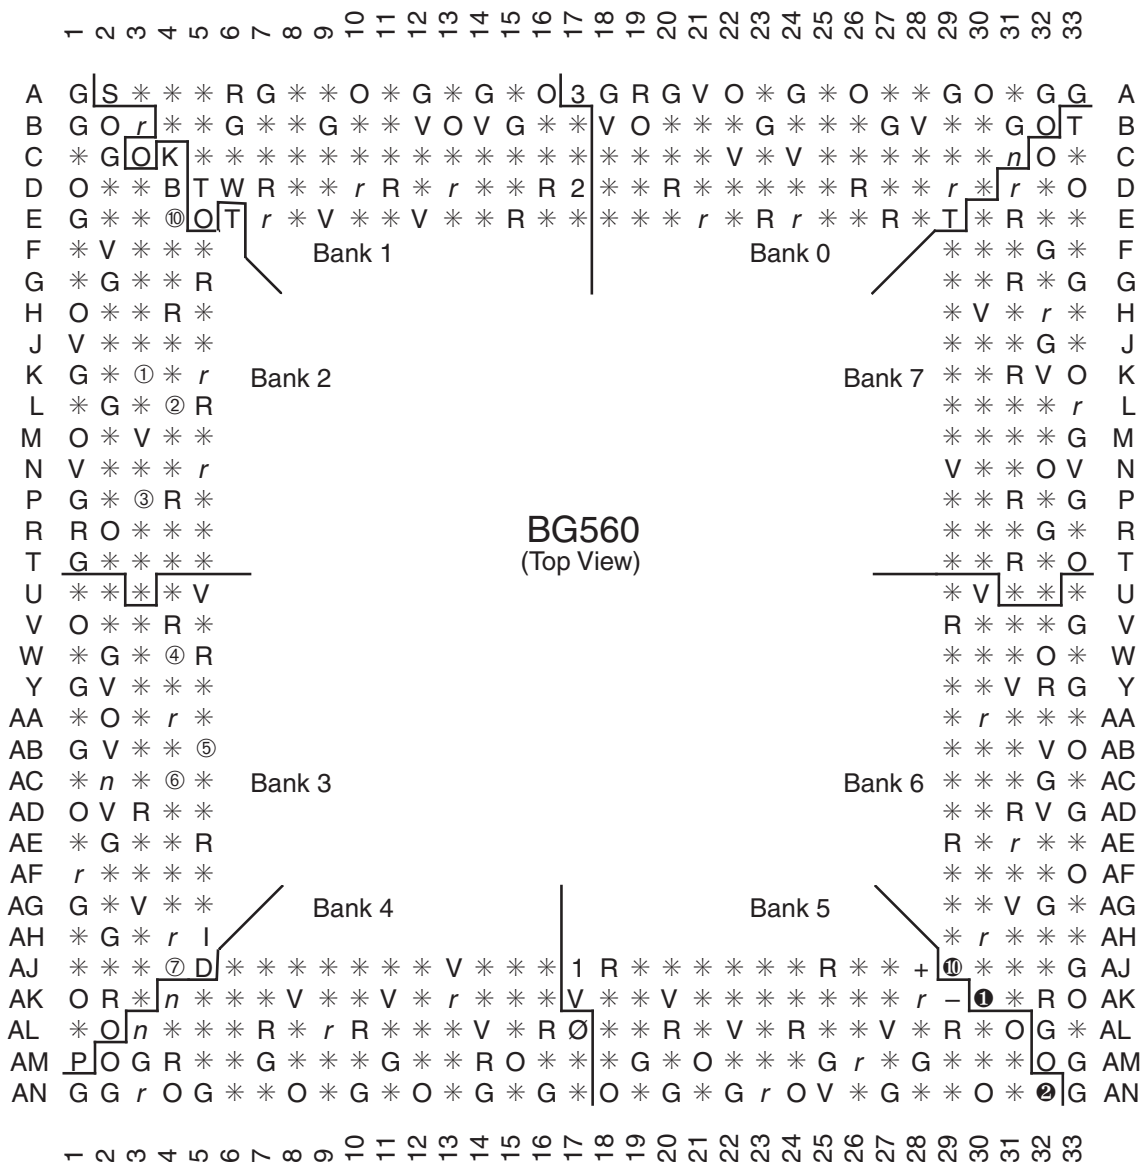 1 2 3 4 5 6 7 8 9 10 11 12 13 14 15 16 17 18 19 20 21 22 23 24 25 26 27 28 29 30 31 32 33
A G S ✳ ✳ ✳ R G ✳ ✳ O ✳ G ✳ G ✳ O 3 G R G V O ✳ G ✳ O ✳ ✳ G O ✳ G G A
B G O r ✳ ✳ G ✳ ✳ G ✳ ✳ V O V G ✳ ✳ V O ✳ ✳ ✳ G ✳ ✳ ✳ G V ✳ ✳ G O T B
C ✳ G O K ✳ ✳ ✳ ✳ ✳ ✳ ✳ ✳ ✳ ✳ ✳ ✳ ✳ ✳ ✳ ✳ ✳ V ✳ V ✳ ✳ ✳ ✳ ✳ ✳ n O ✳ C
D O ✳ ✳ B T W R ✳ ✳ r R ✳ r ✳ ✳ R 2 ✳ ✳ R ✳ ✳ ✳ ✳ ✳ R ✳ ✳ r ✳ r ✳ O D
E G ✳ ✳ ⑩ O T r ✳ V ✳ ✳ V ✳ ✳ R ✳ ✳ ✳ ✳ ✳ r ✳ R r ✳ ✳ R ✳ T ✳ R ✳ ✳ E
F ✳ V ✳ ✳ ✳ Bank 1 Bank 0 ✳ ✳ ✳ G ✳ F
G ✳ G ✳ ✳ R ✳ ✳ R ✳ G G
H O ✳ ✳ R ✳ ✳ V ✳ r ✳ H
J V ✳ ✳ ✳ ✳ ✳ ✳ ✳ G ✳ J
K G ✳ ① ✳ r Bank 2 Bank 7 ✳ ✳ R V O K
L ✳ G ✳ ② R ✳ ✳ ✳ ✳ r L
M O ✳ V ✳ ✳ ✳ ✳ ✳ ✳ G M
N V ✳ ✳ ✳ r V ✳ ✳ O V N
P G ✳ ③ R ✳ ✳ ✳ R ✳ G P
R R O ✳ ✳ ✳ BG560 ✳ ✳ ✳ G ✳ R
T G ✳ ✳ ✳ ✳ (Top View) ✳ ✳ R ✳ O T
U ✳ ✳ ✳ ✳ V ✳ V ✳ ✳ ✳ U
V O ✳ ✳ R ✳ R ✳ ✳ ✳ G V
W ✳ G ✳ ④ R ✳ ✳ ✳ O ✳ W
Y G V ✳ ✳ ✳ ✳ ✳ V R G Y
AA ✳ O ✳ r ✳ ✳ r ✳ ✳ ✳ AA
AB G V ✳ ✳ ⑤ ✳ ✳ ✳ V O AB
AC ✳ n ✳ ⑥ ✳ Bank 3 Bank 6 ✳ ✳ ✳ G ✳ AC
AD O V R ✳ ✳ ✳ ✳ R V G AD
AE ✳ G ✳ ✳ R R ✳ r ✳ ✳ AE
AF r ✳ ✳ ✳ ✳ ✳ ✳ ✳ ✳ O AF
AG G ✳ V ✳ ✳ Bank 4 Bank 5 ✳ ✳ V G ✳ AG
AH ✳ G ✳ r I ✳ r ✳ ✳ ✳ AH
AJ ✳ ✳ ✳ ⑦ D ✳ ✳ ✳ ✳ ✳ ✳ ✳ V ✳ ✳ ✳ 1 R ✳ ✳ ✳ ✳ ✳ ✳ R ✳ ✳ + ❿ ✳ ✳ ✳ G AJ
AK O R ✳ n ✳ ✳ ✳ V ✳ ✳ V ✳ r ✳ ✳ ✳ V ✳ ✳ V ✳ ✳ ✳ ✳ ✳ ✳ ✳ r – ❶ ✳ R O AK
AL ✳ O n ✳ ✳ ✳ R ✳ r R ✳ ✳ ✳ V ✳ R Ø ✳ ✳ R ✳ V ✳ R ✳ ✳ V ✳ R ✳ O G ✳ AL
AM P O G R ✳ ✳ G ✳ ✳ ✳ G ✳ ✳ R O ✳ ✳ ✳ G ✳ O ✳ ✳ ✳ G r ✳ G ✳ ✳ ✳ O G AM
AN G G r O G ✳ ✳ O ✳ G ✳ O ✳ G ✳ G ✳ O ✳ G ✳ G r O V ✳ G ✳ ✳ O ✳ ❷ G AN
1 2 3 4 5 6 7 8 9 10 11 12 13 14 15 16 17 18 19 20 21 22 23 24 25 26 27 28 29 30 31 32 33